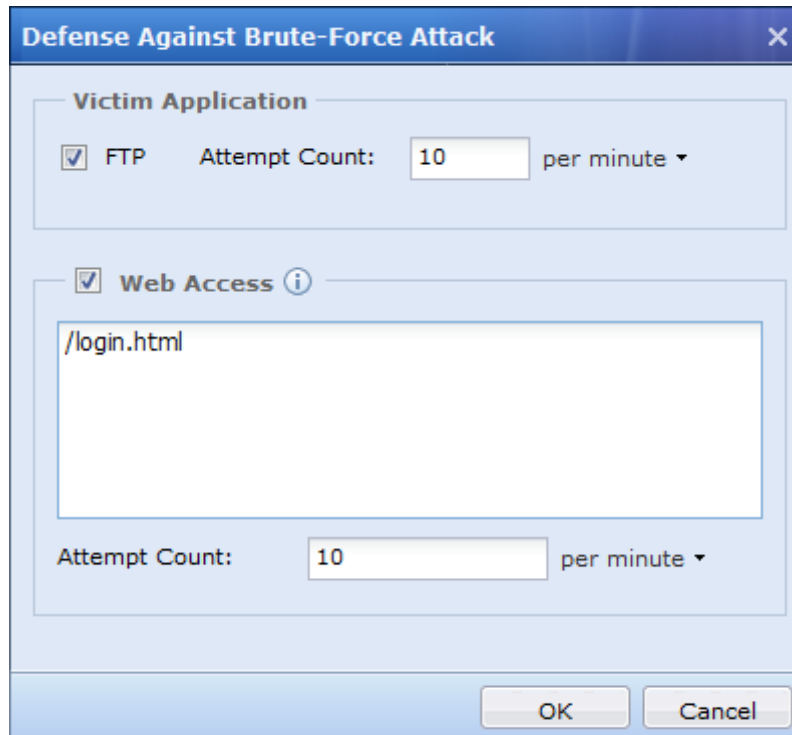 Defense Against Brute-Force Attack
Victim Application
FTP Attempt Count: 10 per minute
Web Access
/login.html
Attempt Count: 10 per minute
OK Cancel